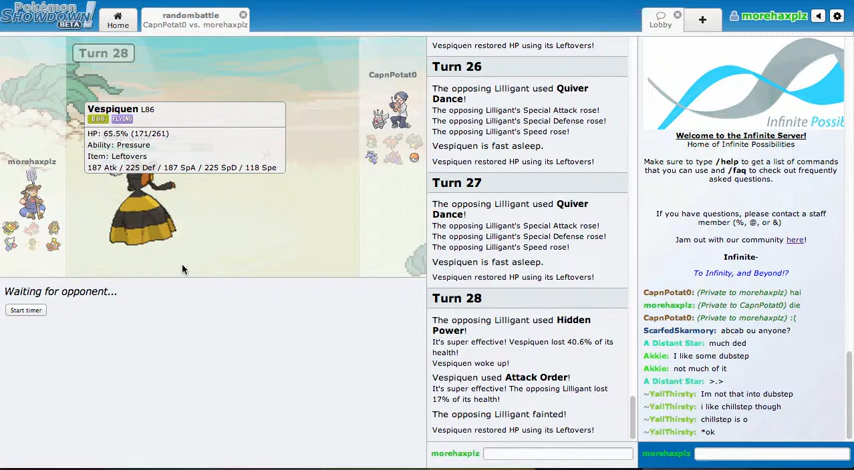 Pokémon
SHOWDOWN!
BETA
Home
randombattle
CapnPotat0 vs. morehaxplz
Lobby
+
morehaxplz
Turn 28
CapnPotat0
Vespiquen L86
BUG FLYING
HP: 65.5% (171/261)
Ability: Pressure
Item: Leftovers
187 Atk / 225 Def / 187 SpA / 225 SpD / 118 Spe
morehaxplz
Waiting for opponent...
Start timer
Vespiquen restored HP using its Leftovers!
Turn 26
The opposing Lilligant used Quiver
Dance!
The opposing Lilligant's Special Attack rose!
The opposing Lilligant's Special Defense rose!
The opposing Lilligant's Speed rose!
Vespiquen is fast asleep.
Vespiquen restored HP using its Leftovers!
Turn 27
The opposing Lilligant used Quiver
Dance!
The opposing Lilligant's Special Attack rose!
The opposing Lilligant's Special Defense rose!
The opposing Lilligant's Speed rose!
Vespiquen is fast asleep.
Vespiquen restored HP using its Leftovers!
Turn 28
The opposing Lilligant used Hidden
Power!
It's super effective! Vespiquen lost 40.6% of its
health!
Vespiquen woke up!
Vespiquen used Attack Order!
It's super effective! The opposing Lilligant lost
17% of its health!
The opposing Lilligant fainted!
Vespiquen restored HP using its Leftovers!
morehaxplz
Infinite Possib
Welcome to the Infinite Server!
Home of Infinite Possibilities
Make sure to type /help to get a list of commands
that you can use and /faq to check out frequently
asked questions.
If you have questions, please contact a staff
member (%, @, or &)
Jam out with our community here!
Infinite-
To Infinity, and Beyond!?
CapnPotat0: (Private to morehaxplz) hai
morehaxplz: (Private to CapnPotat0) die
CapnPotat0: (Private to morehaxplz) :(
ScarfedSkarmory: abcab ou anyone?
A Distant Star: much ded
Akkie: I like some dubstep
Akkie: not much of it
A Distant Star: >.>
~YallThirsty: Im not that into dubstep
~YallThirsty: i like chillstep though
~YallThirsty: chillstep is o
~YallThirsty: *ok
morehaxplz